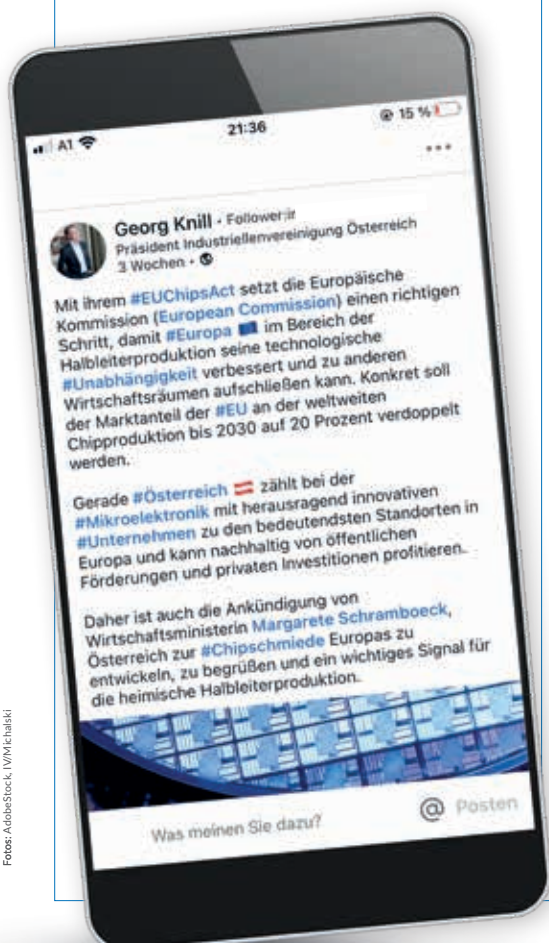 A1
21:36
15 %
Georg Knill • Follower:in
Präsident Industriellenvereinigung Österreich
3 Wochen •
Mit ihrem #EUChipsAct setzt die Europäische
Kommission (European Commission) einen richtigen
Schritt, damit #Europa 🇪🇺 im Bereich der
Halbleiterproduktion seine technologische
#Unabhängigkeit verbessert und zu anderen
Wirtschaftsräumen aufschließen kann. Konkret soll
der Marktanteil der #EU an der weltweiten
Chipproduktion bis 2030 auf 20 Prozent verdoppelt
werden.
Gerade #Österreich 🇦🇹 zählt bei der
#Mikroelektronik mit herausragend innovativen
#Unternehmen zu den bedeutendsten Standorten in
Europa und kann nachhaltig von öffentlichen
Förderungen und privaten Investitionen profitieren.
Daher ist auch die Ankündigung von
Wirtschaftsministerin Margarete Schramboeck,
Österreich zur #Chipschmiede Europas zu
entwickeln, zu begrüßen und ein wichtiges Signal für
die heimische Halbleiterproduktion.
Was meinen Sie dazu?
@ Posten
Fotos: AdobeStock, IV/Michalski